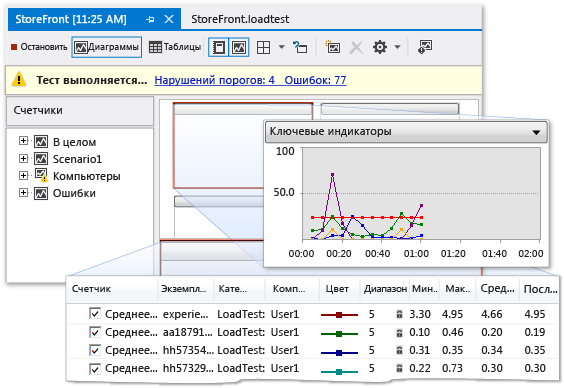 StoreFront [11:25 AM] StoreFront.loadtest
Остановить Диаграммы Таблицы
Тест выполняется... Нарушений порогов: 4 Ошибок: 77
Счетчики
В целом
Scenario1
Компьютеры
Ошибки
Ключевые индикаторы
100
50.0
00:00 00:20 00:40 01:00 01:20 01:40 02:00
Счетчик Экземпл... Кате... Комп... Цвет Диапазон Мин.. Мак.. Сред... Посл...
Среднее... experie... LoadTest: User1 5 3.30 4.95 4.66 4.95
Среднее... aa18791... LoadTest: User1 5 0.10 0.46 0.20 0.19
Среднее... hh57354... LoadTest: User1 5 0.31 0.35 0.34 0.35
Среднее... hh57329... LoadTest: User1 5 0.22 0.73 0.30 0.30